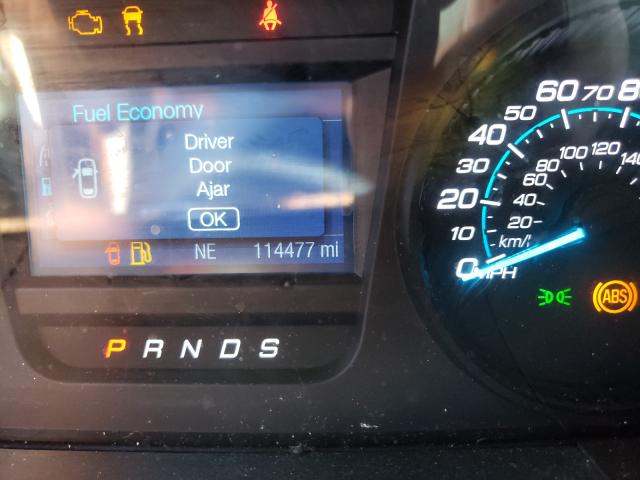 Fuel Economy
Driver
Door
Ajar
OK
NE 114477 mi
P R N D S
0 10 20 30 40 50 60 70 8
20 40 60 80 100 120 140
km/h
MPH
ABS